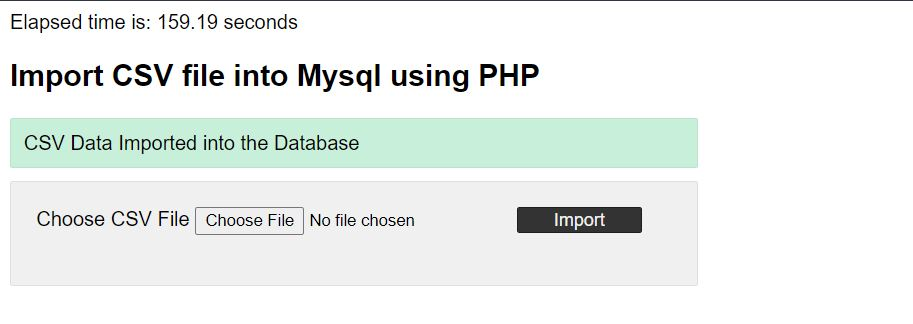 Elapsed time is: 159.19 seconds
Import CSV file into Mysql using PHP
CSV Data Imported into the Database
Choose CSV File Choose File No file chosen Import